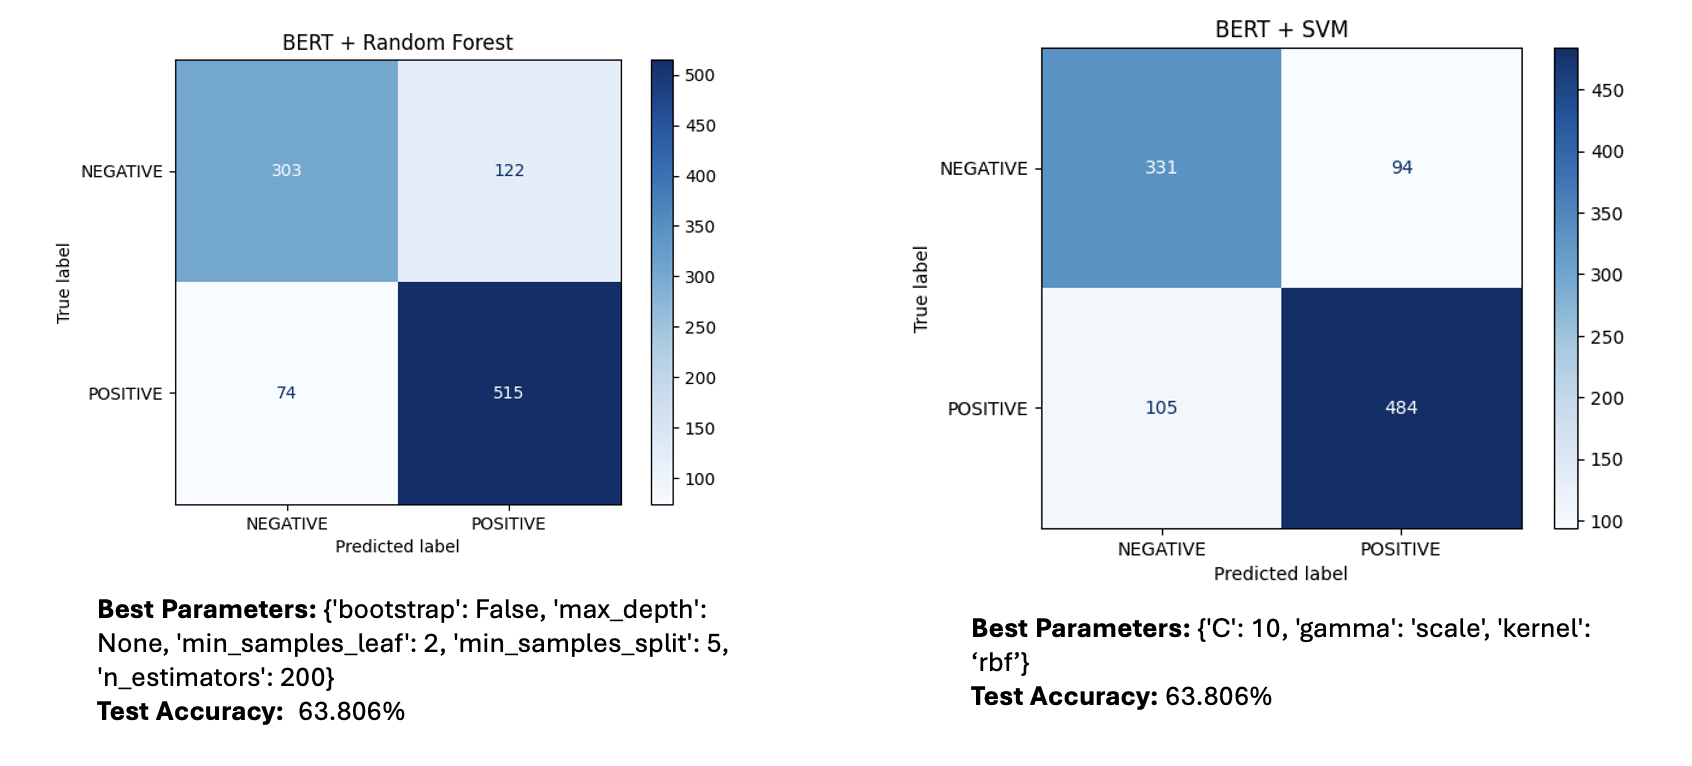 BERT + Random Forest
500
450
400
350
300
250
200
150
100
NEGATIVE
POSITIVE
True label
303
122
74
515
NEGATIVE POSITIVE
Predicted label
Best Parameters: {'bootstrap': False, 'max_depth':
None, 'min_samples_leaf': 2, 'min_samples_split': 5,
'n_estimators': 200}
Test Accuracy:  63.806%
BERT + SVM
450
400
350
300
250
200
150
100
NEGATIVE
POSITIVE
True label
331
94
105
484
NEGATIVE POSITIVE
Predicted label
Best Parameters: {'C': 10, 'gamma': 'scale', 'kernel':
‘rbf’}
Test Accuracy: 63.806%